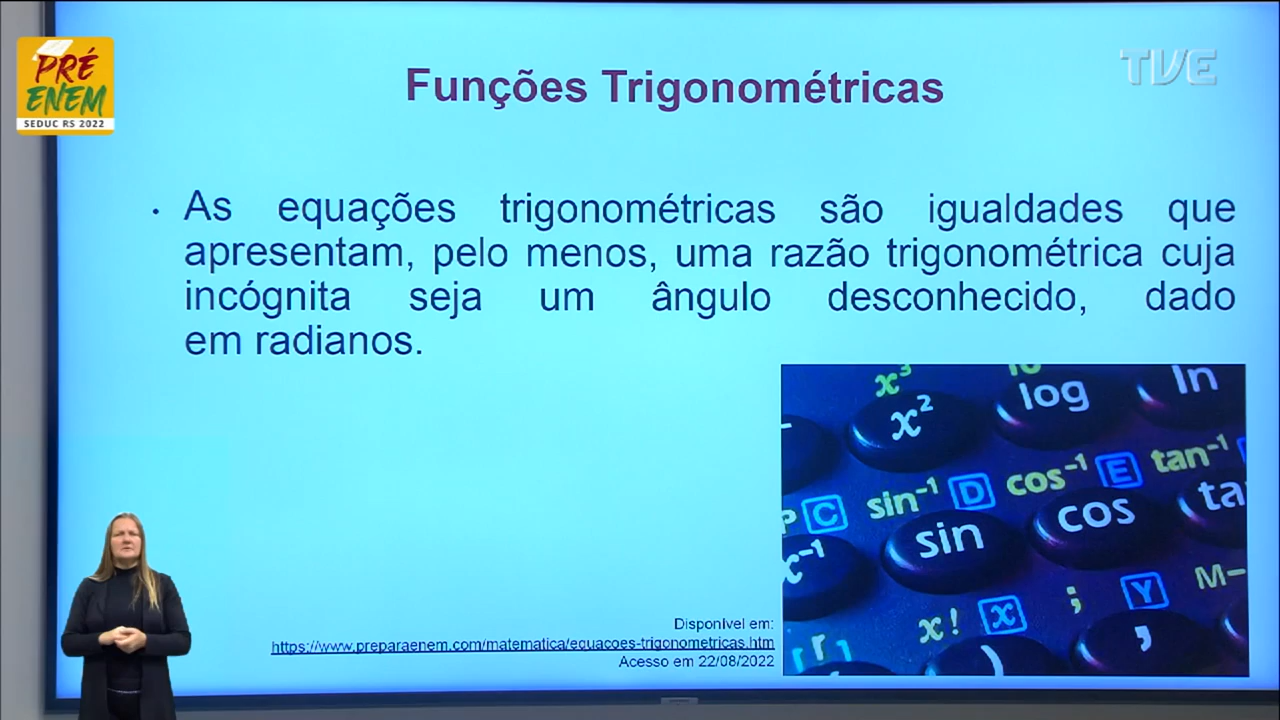 PRÉ
ENEM
SEDUC RS 2022
TVE
Funções Trigonométricas
• As equações trigonométricas são igualdades que
apresentam, pelo menos, uma razão trigonométrica cuja
incógnita seja um ângulo desconhecido, dado
em radianos.
x³ 
x² log ln
sin⁻¹ D cos⁻¹ E tan⁻¹
P C
sin cos ta
x⁻¹
x! x ; Y M–
[r] ) ,
Disponível em:
https://www.preparaenem.com/matematica/equacoes-trigonometricas.htm
Acesso em 22/08/2022